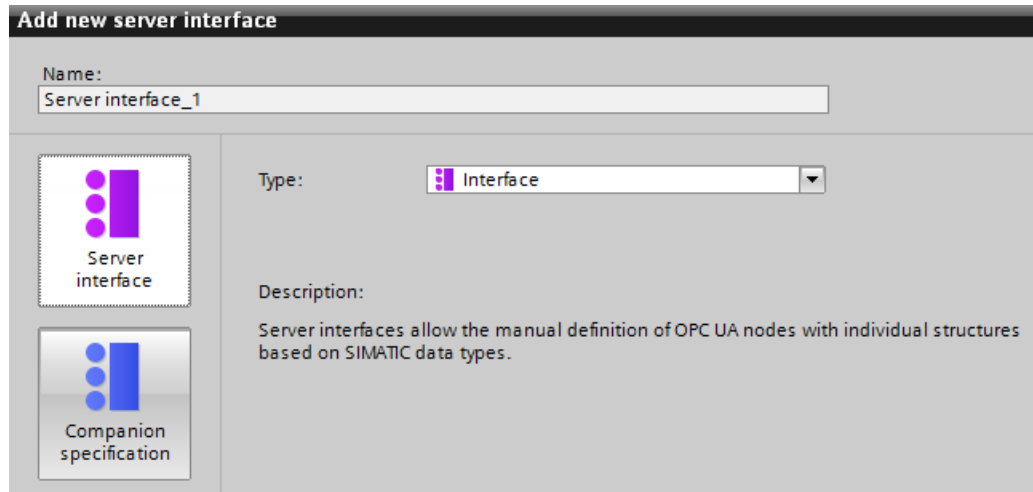 Add new server interface
Name:
Server interface_1
Server
interface
Type:
Interface
Description:
Server interfaces allow the manual definition of OPC UA nodes with individual structures
based on SIMATIC data types.
Companion
specification